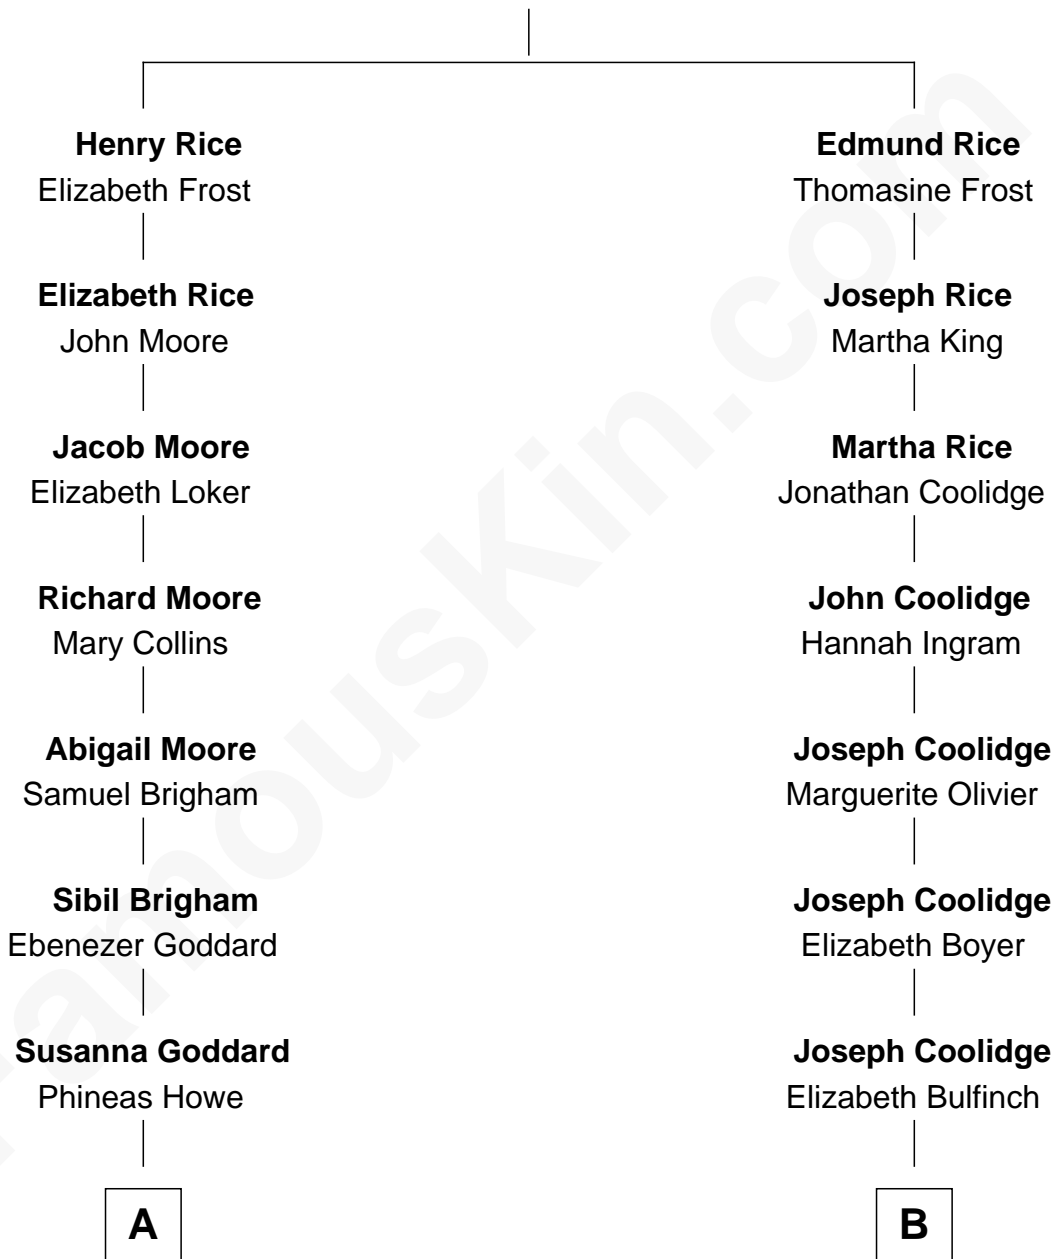 Henry Rice
Elizabeth Frost
Edmund Rice
Thomasine Frost
Elizabeth Rice
John Moore
Joseph Rice
Martha King
Jacob Moore
Elizabeth Loker
Martha Rice
Jonathan Coolidge
Richard Moore
Mary Collins
John Coolidge
Hannah Ingram
Abigail Moore
Samuel Brigham
Joseph Coolidge
Marguerite Olivier
Sibil Brigham
Ebenezer Goddard
Joseph Coolidge
Elizabeth Boyer
Susanna Goddard
Phineas Howe
Joseph Coolidge
Elizabeth Bulfinch
A
B
FamousKin.com